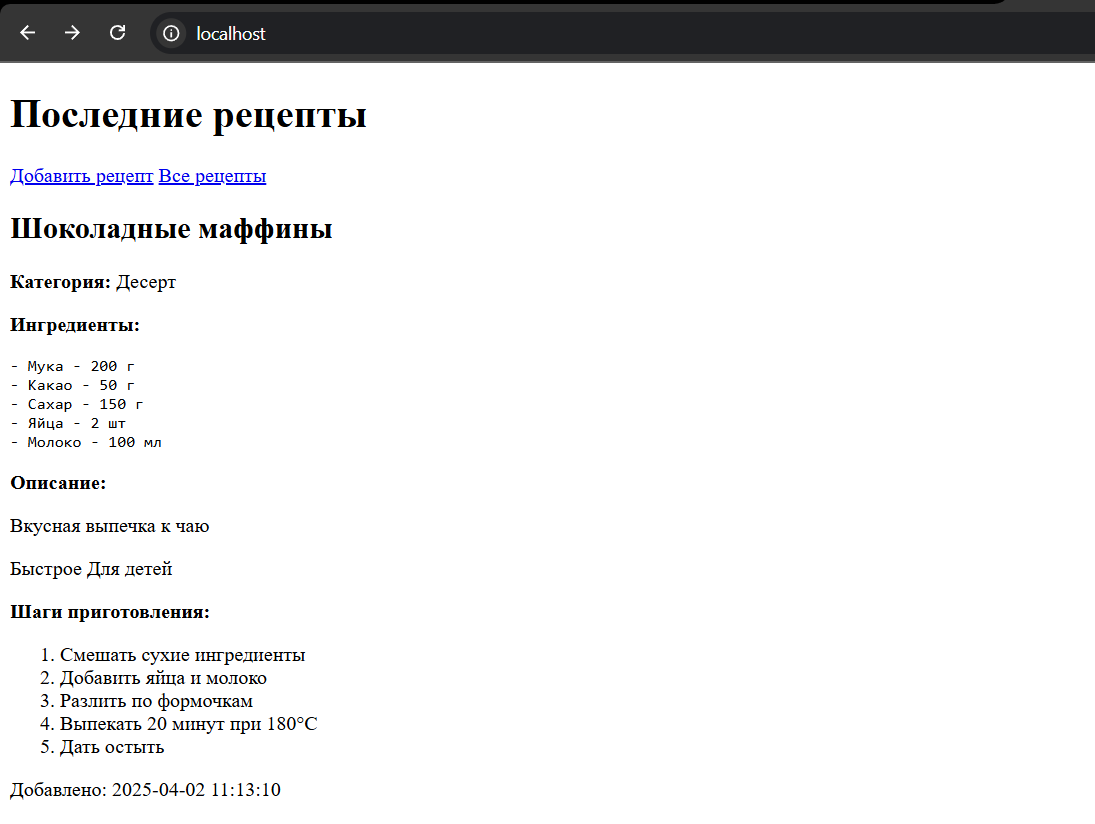 localhost
Последние рецепты
Добавить рецепт Все рецепты
Шоколадные маффины
Категория: Десерт
Ингредиенты:
- Мука - 200 г
- Какао - 50 г
- Сахар - 150 г
- Яйца - 2 шт
- Молоко - 100 мл
Описание:
Вкусная выпечка к чаю
Быстрое Для детей
Шаги приготовления:
1. Смешать сухие ингредиенты
2. Добавить яйца и молоко
3. Разлить по формочкам
4. Выпекать 20 минут при 180°C
5. Дать остыть
Добавлено: 2025-04-02 11:13:10